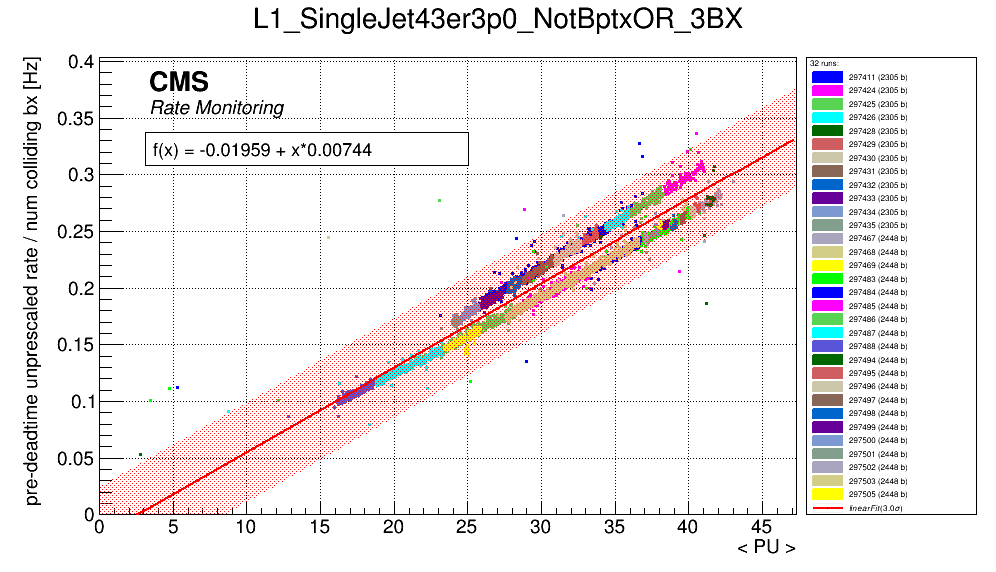 L1_SingleJet43er3p0_NotBptxOR_3BX
pre-deadtime unprescaled rate / num colliding bx [Hz]
0.4
0.35
0.3
0.25
0.2
0.15
0.1
0.05
0
CMS
Rate Monitoring
f(x) = -0.01959 + x*0.00744
0 5 10 15 20 25 30 35 40 45
< PU >
32 runs:
297411 (2305 b)
297424 (2305 b)
297425 (2305 b)
297426 (2305 b)
297428 (2305 b)
297429 (2305 b)
297430 (2305 b)
297431 (2305 b)
297432 (2305 b)
297433 (2305 b)
297434 (2305 b)
297435 (2305 b)
297467 (2448 b)
297468 (2448 b)
297469 (2448 b)
297483 (2448 b)
297484 (2448 b)
297485 (2448 b)
297486 (2448 b)
297487 (2448 b)
297488 (2448 b)
297494 (2448 b)
297495 (2448 b)
297496 (2448 b)
297497 (2448 b)
297498 (2448 b)
297499 (2448 b)
297500 (2448 b)
297501 (2448 b)
297502 (2448 b)
297503 (2448 b)
297505 (2448 b)
linearFit(3.0σ)